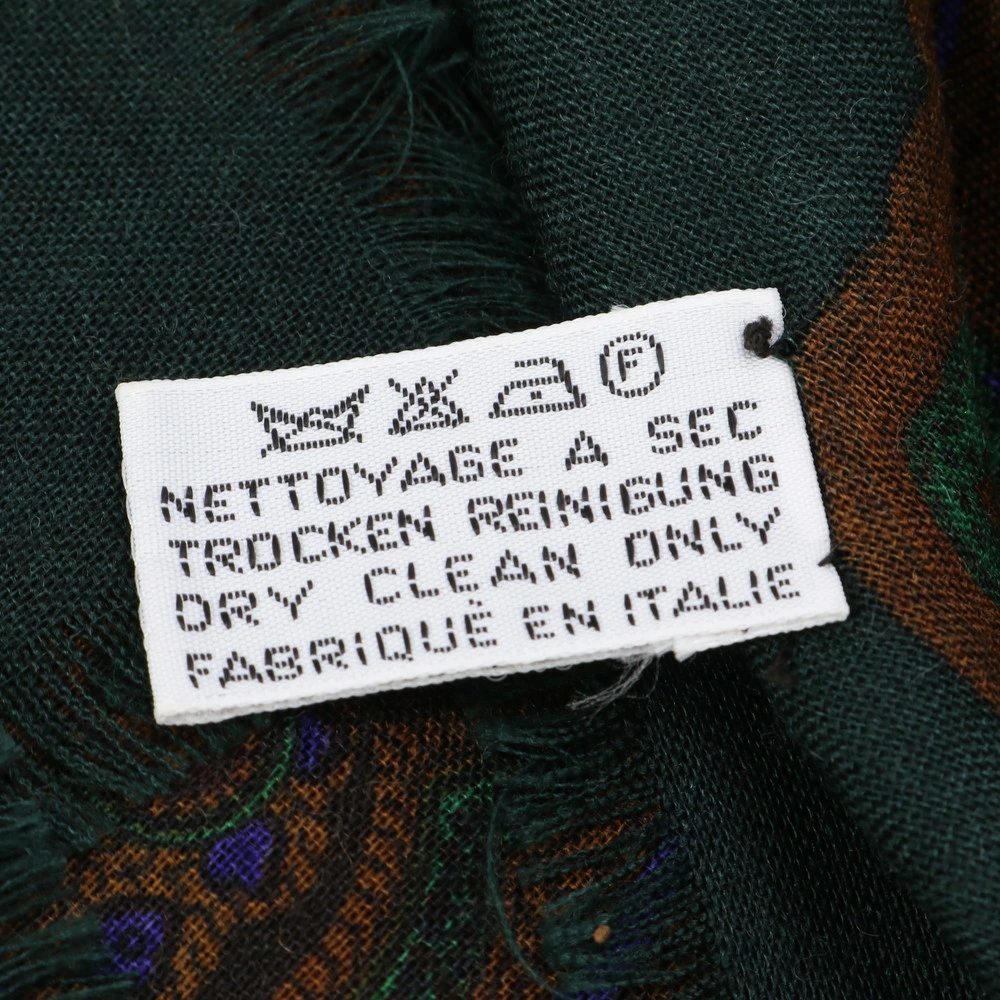 F
NETTOYAGE A SEC
TROCKEN REINIGUNG
DRY CLEAN ONLY
FABRIQUÉ EN ITALIE